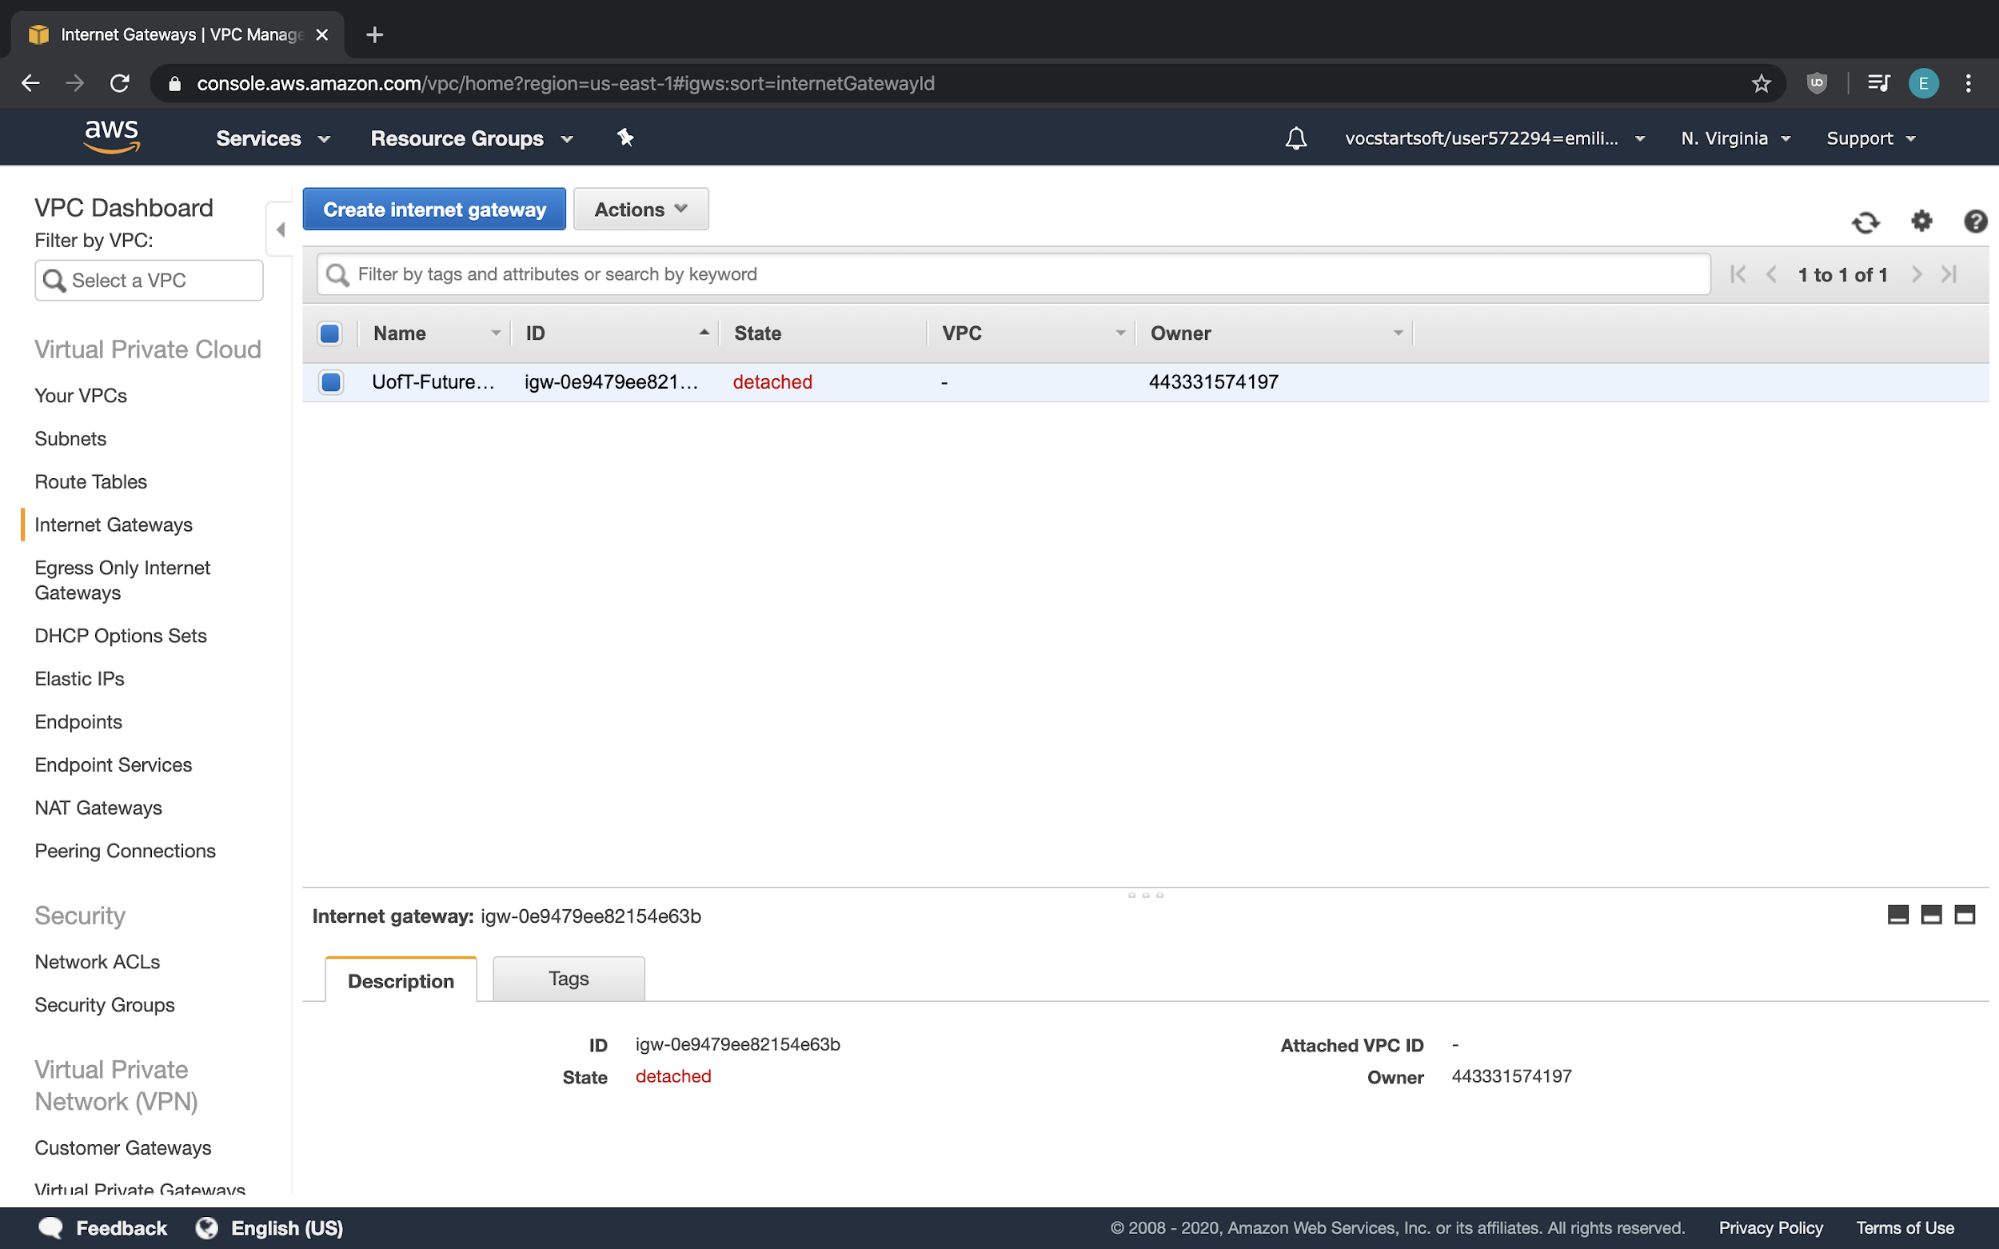 Internet Gateways | VPC Manage
console.aws.amazon.com/vpc/home?region=us-east-1#igws:sort=internetGatewayId
E
aws
Services
Resource Groups
vocstartsoft/user572294=emili...
N. Virginia
Support
VPC Dashboard
Filter by VPC:
Select a VPC
Virtual Private Cloud
Your VPCs
Subnets
Route Tables
Internet Gateways
Egress Only Internet
Gateways
DHCP Options Sets
Elastic IPs
Endpoints
Endpoint Services
NAT Gateways
Peering Connections
Security
Network ACLs
Security Groups
Virtual Private
Network (VPN)
Customer Gateways
Virtual Private Gateways
Create internet gateway
Actions
Filter by tags and attributes or search by keyword
1 to 1 of 1
Name ID State VPC Owner
UofT-Future... igw-0e9479ee821... detached - 443331574197
Internet gateway: igw-0e9479ee82154e63b
Description
Tags
ID igw-0e9479ee82154e63b
Attached VPC ID -
State detached
Owner 443331574197
Feedback
English (US)
© 2008 - 2020, Amazon Web Services, Inc. or its affiliates. All rights reserved.
Privacy Policy
Terms of Use